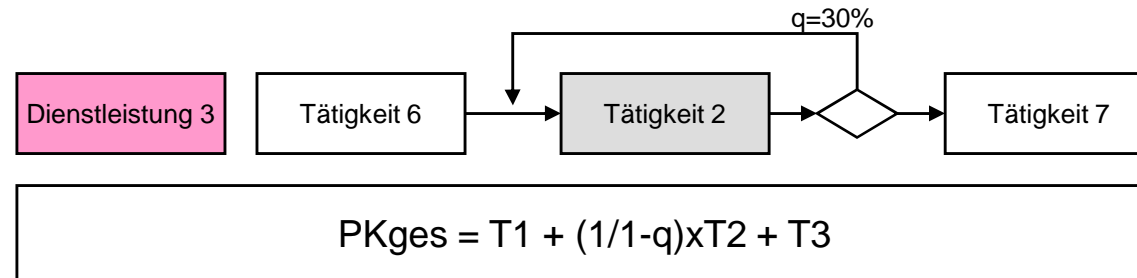 q=30%
Dienstleistung 3
Tätigkeit 6
Tätigkeit 2
Tätigkeit 7
PKges = T1 + (1/1-q)xT2 + T3